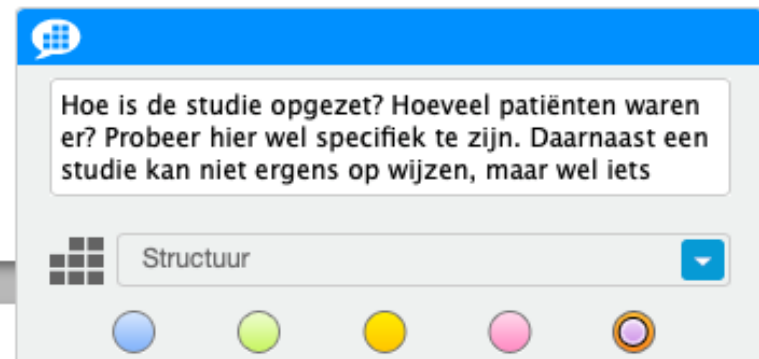 Hoe is de studie opgezet? Hoeveel patiënten waren
er? Probeer hier wel specifiek te zijn. Daarnaast een
studie kan niet ergens op wijzen, maar wel iets
Structuur